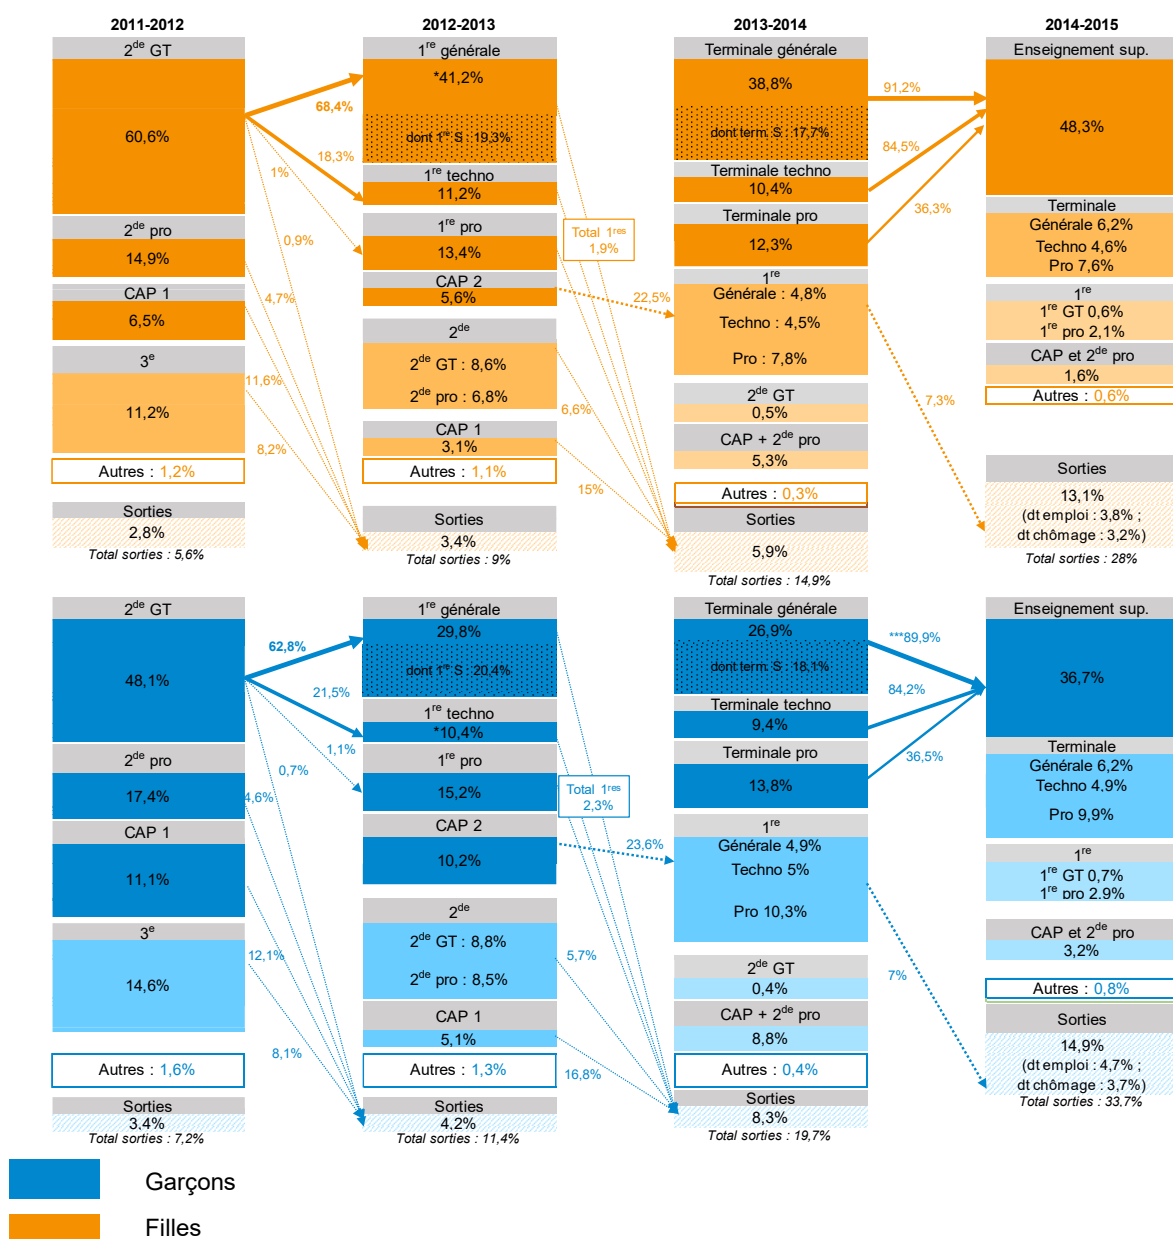 2011-2012
2012-2013
2013-2014
2014-2015
2de GT
60,6%
2de pro
14,9%
CAP 1
6,5%
3e
11,2%
Autres : 1,2%
Sorties
2,8%
Total sorties : 5,6%
68,4%
18,3%
1%
0,9%
4,7%
11,6%
8,2%
1re générale
*41,2%
dont 1re S : 19,3%
1re techno
11,2%
1re pro
13,4%
CAP 2
5,6%
2de
2de GT : 8,6%
2de pro : 6,8%
CAP 1
3,1%
Autres : 1,1%
Sorties
3,4%
Total sorties : 9%
Total 1res
1,9%
22,5%
6,6%
15%
Terminale générale
38,8%
dont term. S : 17,7%
Terminale techno
10,4%
Terminale pro
12,3%
1re
Générale : 4,8%
Techno : 4,5%
Pro : 7,8%
2de GT
0,5%
CAP + 2de pro
5,3%
Autres : 0,3%
Sorties
5,9%
Total sorties : 14,9%
91,2%
84,5%
36,3%
7,3%
Enseignement sup.
48,3%
Terminale
Générale 6,2%
Techno 4,6%
Pro 7,6%
1re
1re GT 0,6%
1re pro 2,1%
CAP et 2de pro
1,6%
Autres : 0,6%
Sorties
13,1%
(dt emploi : 3,8% ;
dt chômage : 3,2%)
Total sorties : 28%
2de GT
48,1%
2de pro
17,4%
CAP 1
11,1%
3e
14,6%
Autres : 1,6%
Sorties
3,4%
Total sorties : 7,2%
62,8%
21,5%
1,1%
0,7%
4,6%
12,1%
8,1%
1re générale
29,8%
dont 1re S : 20,4%
1re techno
*10,4%
1re pro
15,2%
CAP 2
10,2%
2de
2de GT : 8,8%
2de pro : 8,5%
CAP 1
5,1%
Autres : 1,3%
Sorties
4,2%
Total sorties : 11,4%
Total 1res
2,3%
23,6%
5,7%
16,8%
Terminale générale
26,9%
dont term. S : 18,1%
Terminale techno
9,4%
Terminale pro
13,8%
1re
Générale 4,9%
Techno 5%
Pro 10,3%
2de GT
0,4%
CAP + 2de pro
8,8%
Autres : 0,4%
Sorties
8,3%
Total sorties : 19,7%
***89,9%
84,2%
36,5%
7%
Enseignement sup.
36,7%
Terminale
Générale 6,2%
Techno 4,9%
Pro 9,9%
1re
1re GT 0,7%
1re pro 2.9%
CAP et 2de pro
3,2%
Autres : 0,8%
Sorties
14,9%
(dt emploi : 4,7% ;
dt chômage : 3,7%)
Total sorties : 33,7%
Garçons
Filles